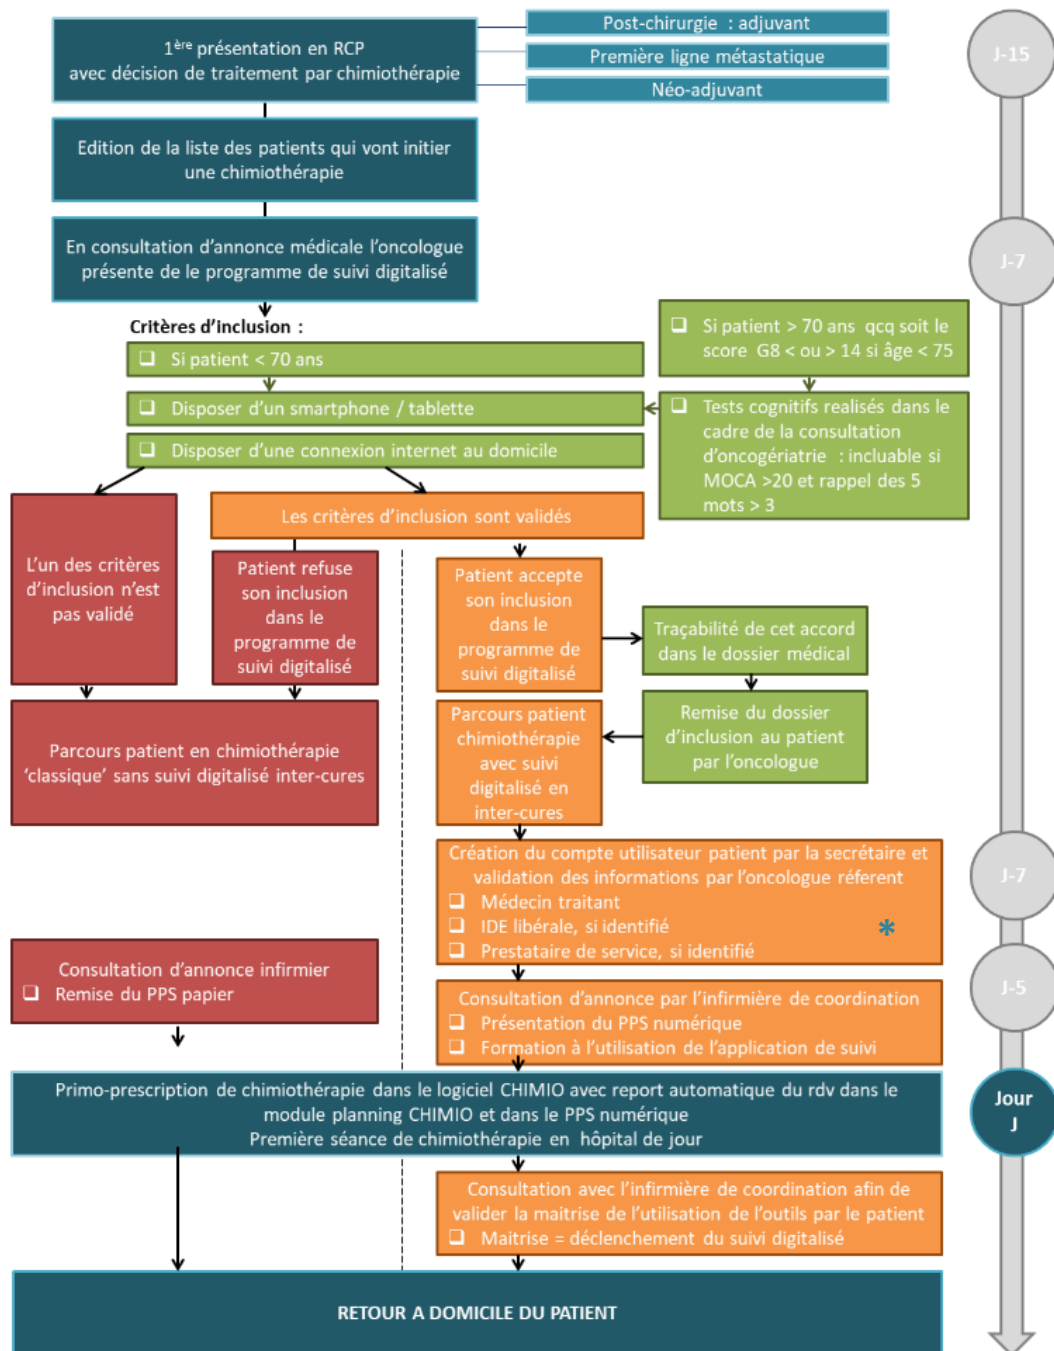 1ère présentation en RCP
avec décision de traitement par chimiothérapie
Post-chirurgie : adjuvant
Première ligne métastatique
Néo-adjuvant
J-15
Edition de la liste des patients qui vont initier
une chimiothérapie
En consultation d'annonce médicale l'oncologue
présente de le programme de suivi digitalisé
J-7
Critères d'inclusion :
❑ Si patient < 70 ans
❑ Disposer d'un smartphone / tablette
❑ Disposer d'une connexion internet au domicile
❑ Si patient > 70 ans qcq soit le
score G8 < ou > 14 si âge < 75
❑ Tests cognitifs realisés dans le
cadre de la consultation
d'oncogériatrie : incluable si
MOCA >20 et rappel des 5
mots > 3
L'un des critères
d'inclusion n'est
pas validé
Les critères d'inclusion sont validés
Patient refuse
son inclusion
dans le
programme de
suivi digitalisé
Patient accepte
son inclusion
dans le
programme de
suivi digitalisé
Traçabilité de cet accord
dans le dossier médical
Remise du dossier
d'inclusion au patient
par l'oncologue
Parcours patient en chimiothérapie
'classique' sans suivi digitalisé inter-cures
Parcours patient
chimiothérapie
avec suivi
digitalisé en
inter-cures
Création du compte utilisateur patient par la secrétaire et
validation des informations par l'oncologue réferent
❑ Médecin traitant
❑ IDE libérale, si identifié
❑ Prestataire de service, si identifié
*
J-7
Consultation d'annonce infirmier
❑ Remise du PPS papier
Consultation d'annonce par l'infirmière de coordination
❑ Présentation du PPS numérique
❑ Formation à l'utilisation de l'application de suivi
J-5
Primo-prescription de chimiothérapie dans le logiciel CHIMIO avec report automatique du rdv dans le
module planning CHIMIO et dans le PPS numérique
Première séance de chimiothérapie en hôpital de jour
Jour
J
Consultation avec l'infirmière de coordination afin de
valider la maitrise de l'utilisation de l'outils par le patient
❑ Maitrise = déclenchement du suivi digitalisé
RETOUR A DOMICILE DU PATIENT